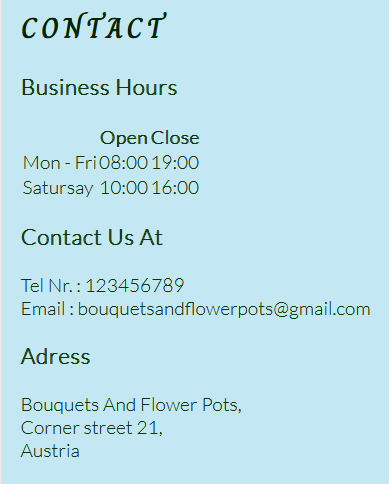 CONTACT
Business Hours
Open Close
Mon - Fri 08:00 19:00
Satursay 10:00 16:00
Contact Us At
Tel Nr. : 123456789
Email : bouquetsandflowerpots@gmail.com
Adress
Bouquets And Flower Pots,
Corner street 21,
Austria